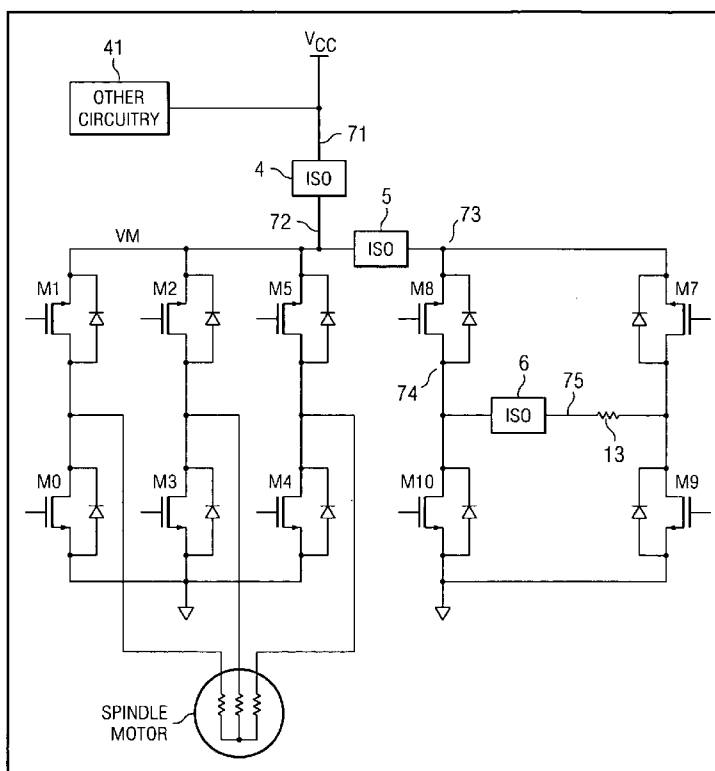 41
V_CC
OTHER
CIRCUITRY
71
4
ISO
72
5
ISO
73
VM
M1
M2
M5
M8
M7
74
6
ISO
75
13
M0
M3
M4
M10
M9
SPINDLE
MOTOR